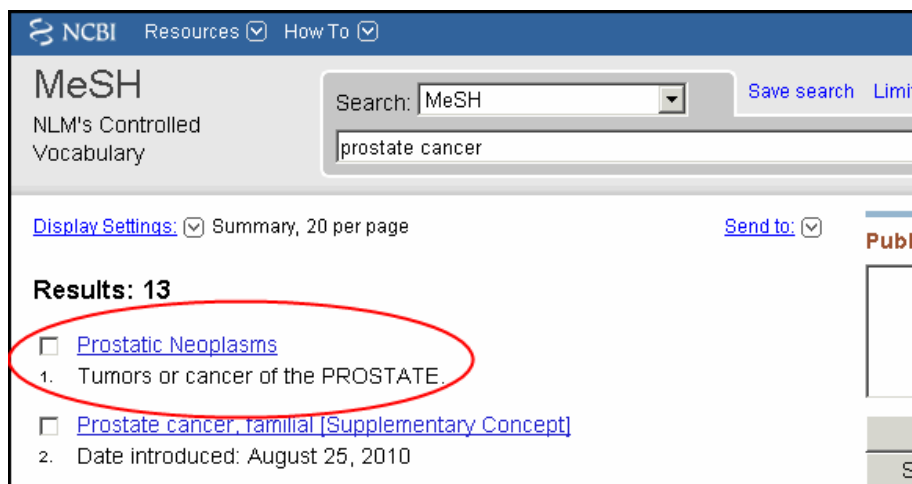 NCBI Resources How To
MeSH
NLM's Controlled
Vocabulary
Search: MeSH
Save search
prostate cancer
Display Settings: Summary, 20 per page
Send to:
Results: 13
Prostatic Neoplasms
1. Tumors or cancer of the PROSTATE.
Prostate cancer, familial [Supplementary Concept]
2. Date introduced: August 25, 2010